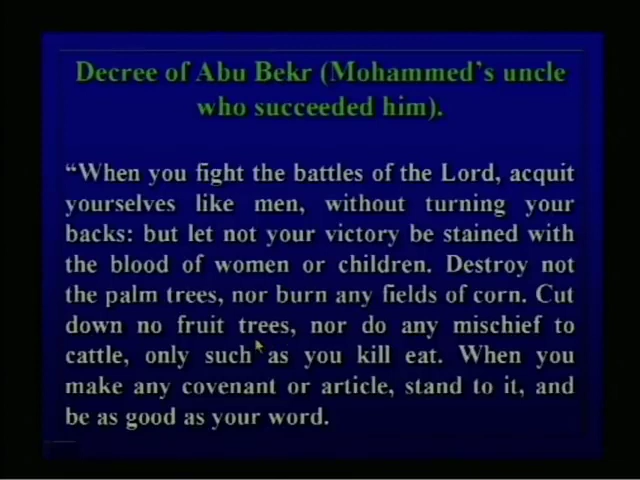 Decree of Abu Bekr (Mohammed's uncle
who succeeded him).
“When you fight the battles of the Lord, acquit
yourselves like men, without turning your
backs: but let not your victory be stained with
the blood of women or children. Destroy not
the palm trees, nor burn any fields of corn. Cut
down no fruit trees, nor do any mischief to
cattle, only such as you kill eat. When you
make any covenant or article, stand to it, and
be as good as your word.